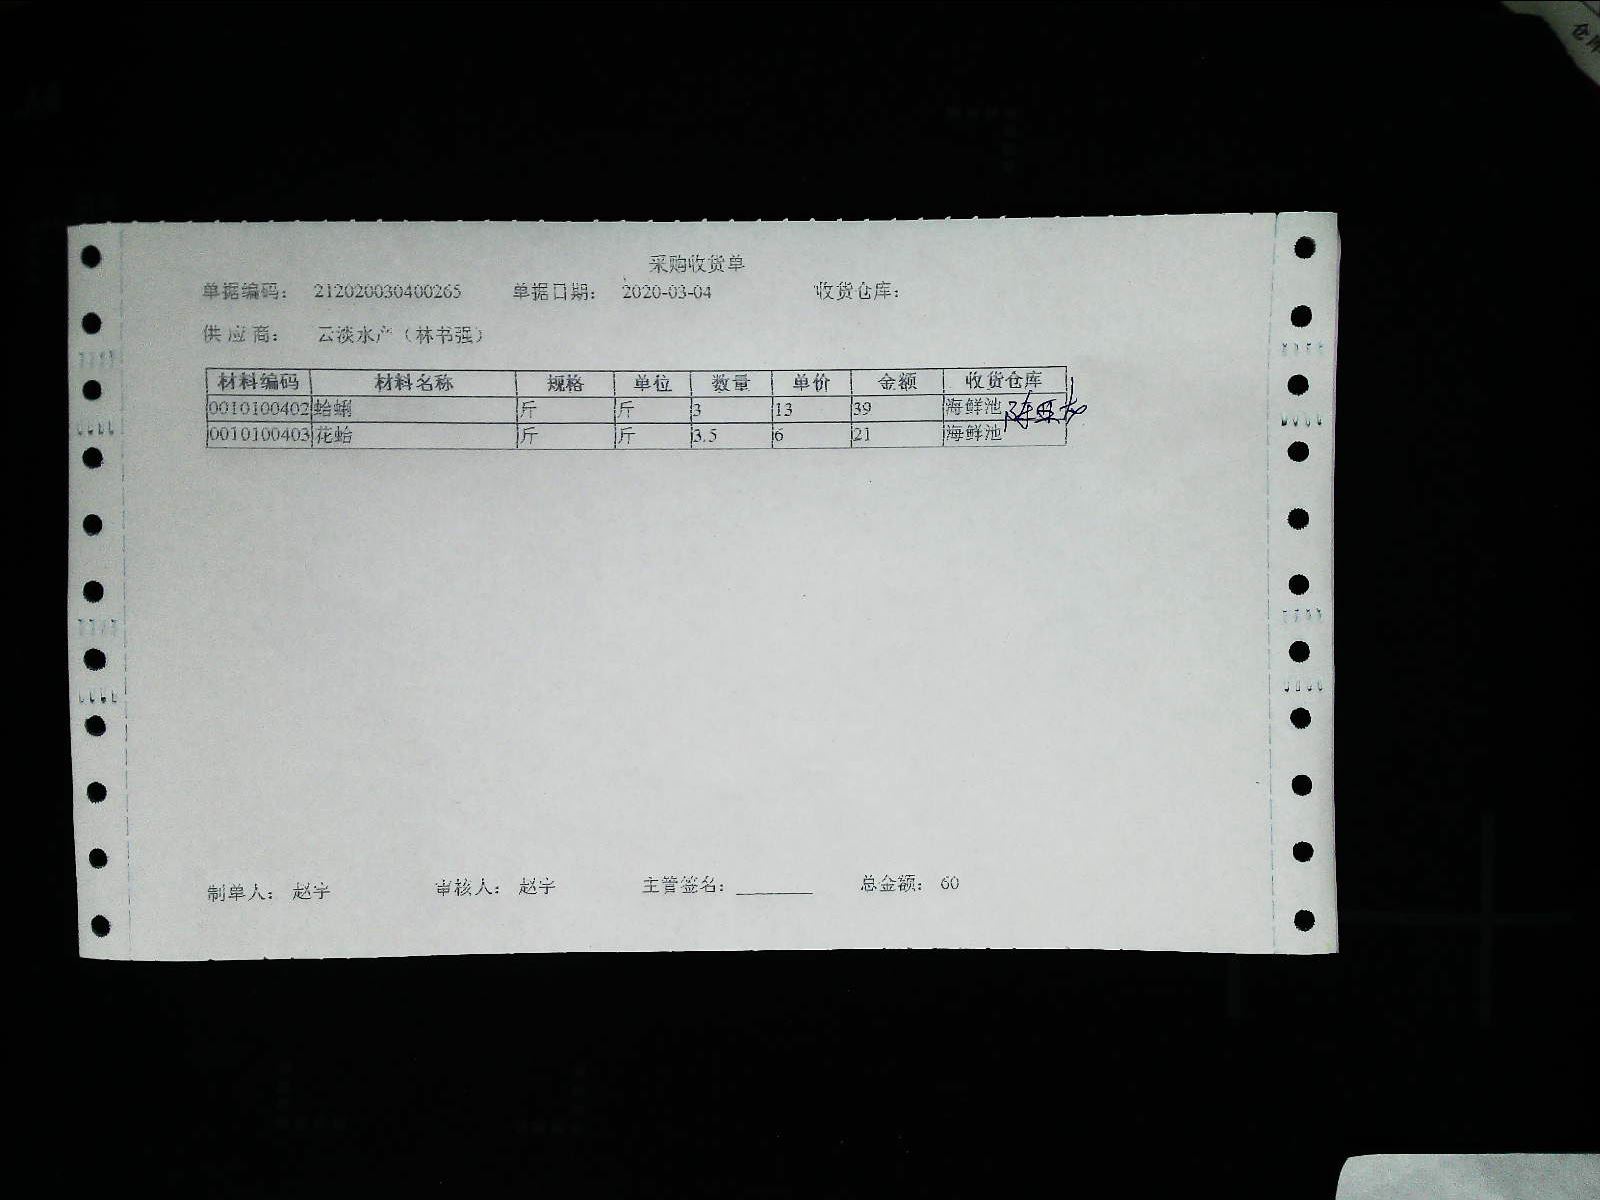 采购收货单
单据编码： 212020030400265 单据日期： 2020-03-04 收货仓库：
供 应 商： 云淡水产（林书强）
材料编码 材料名称 规格 单位 数量 单价 金额 收货仓库
0010100402 蛤蜊 斤 斤 3 13 39 海鲜池
0010100403 花蛤 斤 斤 3.5 6 21 海鲜池
制单人： 赵宇 审核人： 赵宇 主管签名： ________ 总金额： 60
仓库